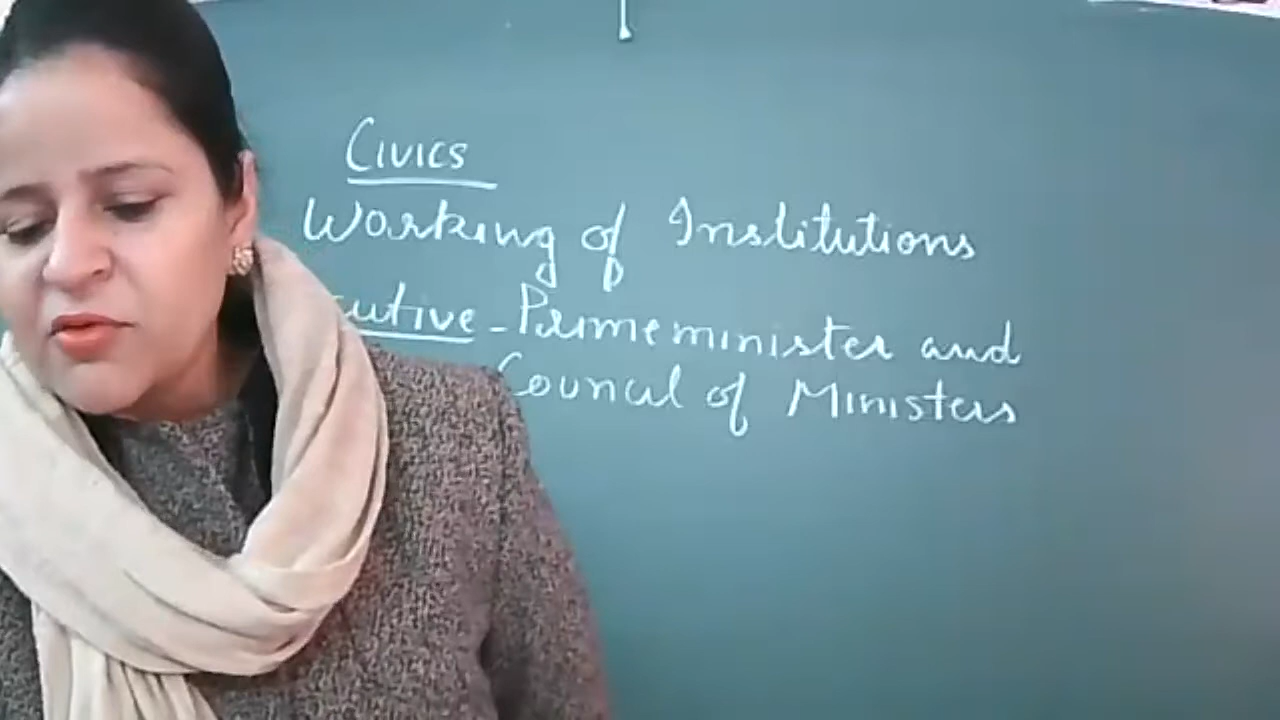 Civics
Working of Institutions
cutive - Primeminister and
Council of Ministers